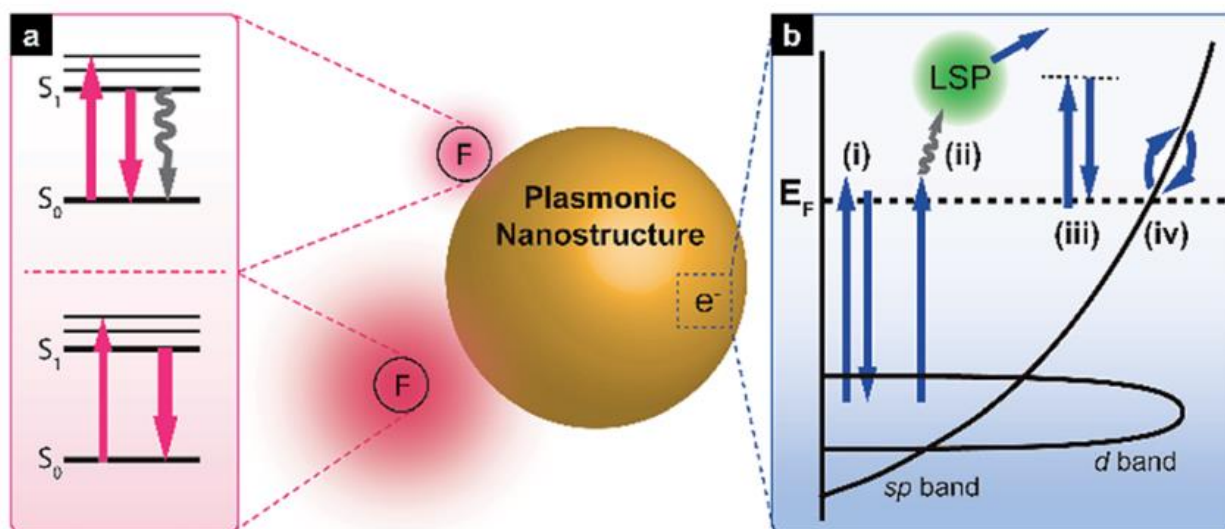 a
S1
S0
S1
S0
F
F
Plasmonic
Nanostructure
e-
b
LSP
(i)
(ii)
EF
(iii)
(iv)
d band
sp band